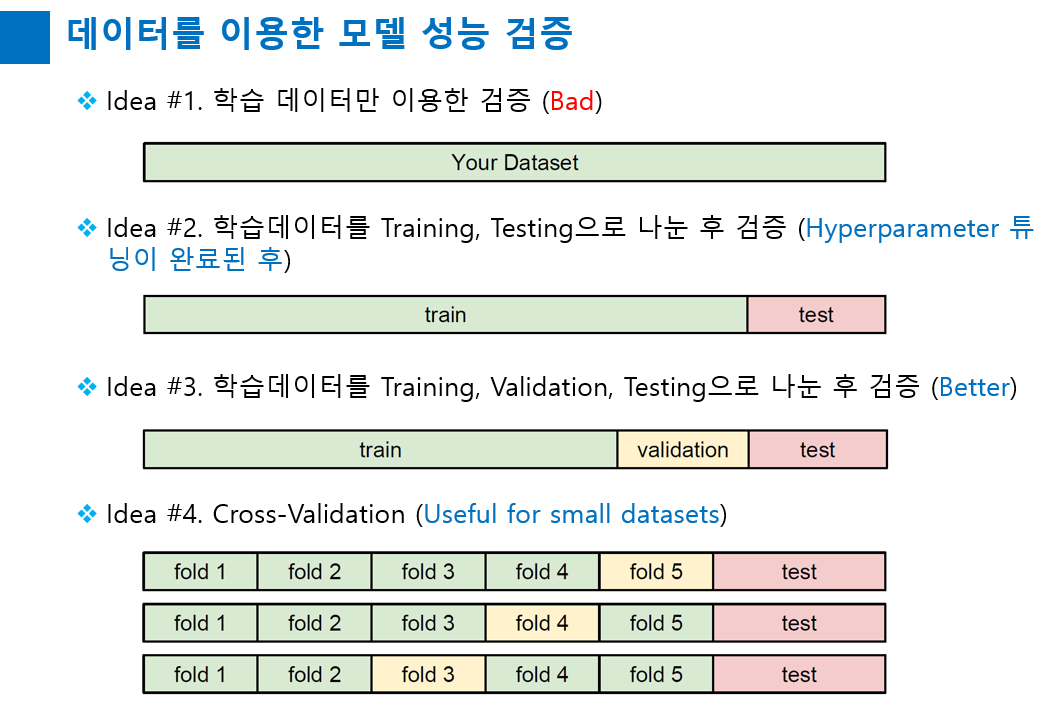 데이터를 이용한 모델 성능 검증
Idea #1. 학습 데이터만 이용한 검증 (Bad)
Your Dataset
Idea #2. 학습데이터를 Training, Testing으로 나눈 후 검증 (Hyperparameter 튜
닝이 완료된 후)
train test
Idea #3. 학습데이터를 Training, Validation, Testing으로 나눈 후 검증 (Better)
train validation test
Idea #4. Cross-Validation (Useful for small datasets)
fold 1 fold 2 fold 3 fold 4 fold 5 test
fold 1 fold 2 fold 3 fold 4 fold 5 test
fold 1 fold 2 fold 3 fold 4 fold 5 test